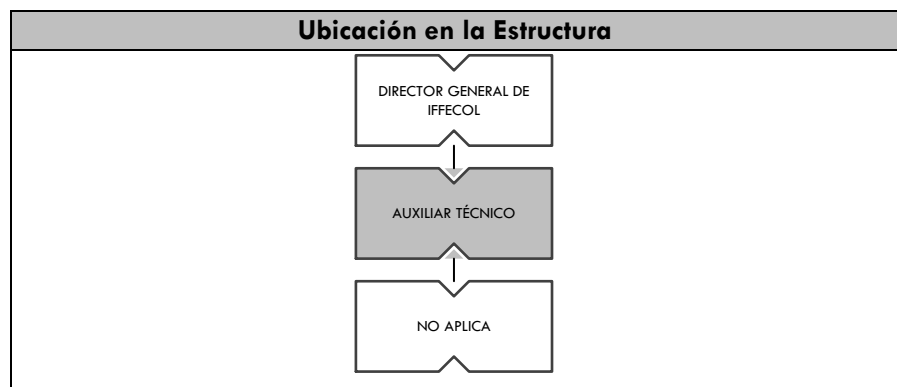 Ubicación en la Estructura
DIRECTOR GENERAL DE
IFFECOL
AUXILIAR TÉCNICO
NO APLICA